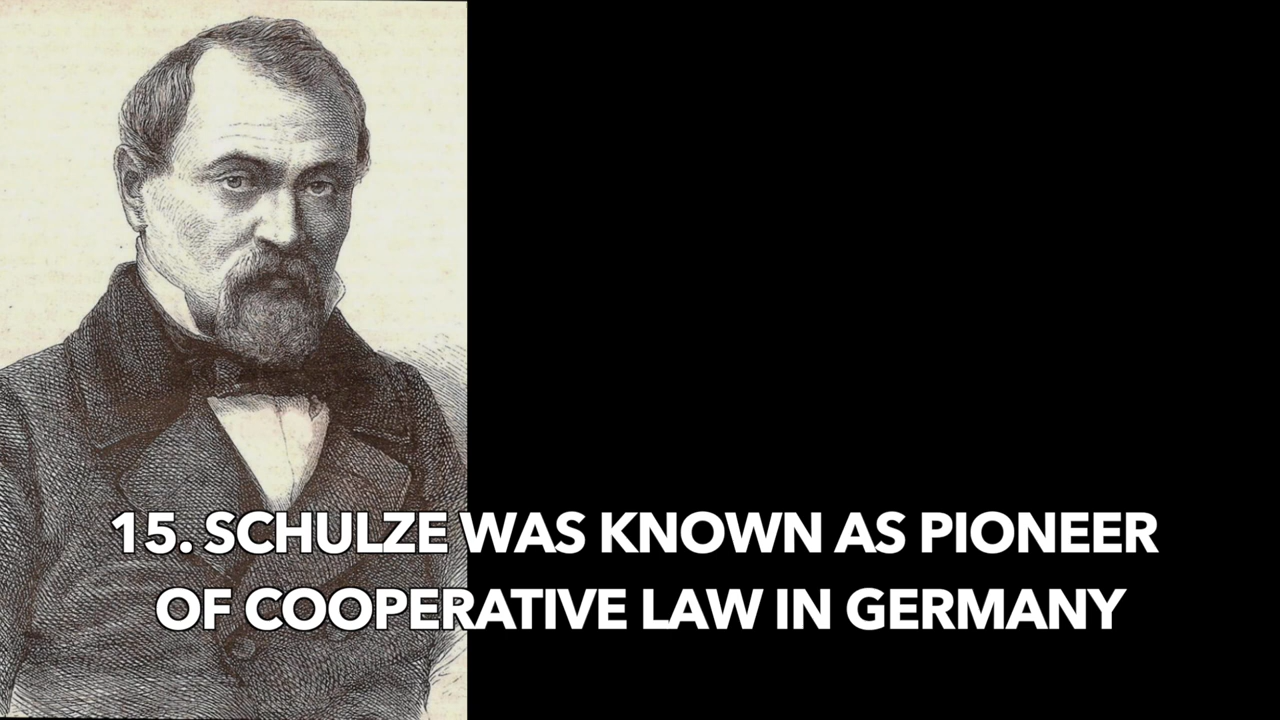 15. SCHULZE WAS KNOWN AS PIONEER
OF COOPERATIVE LAW IN GERMANY